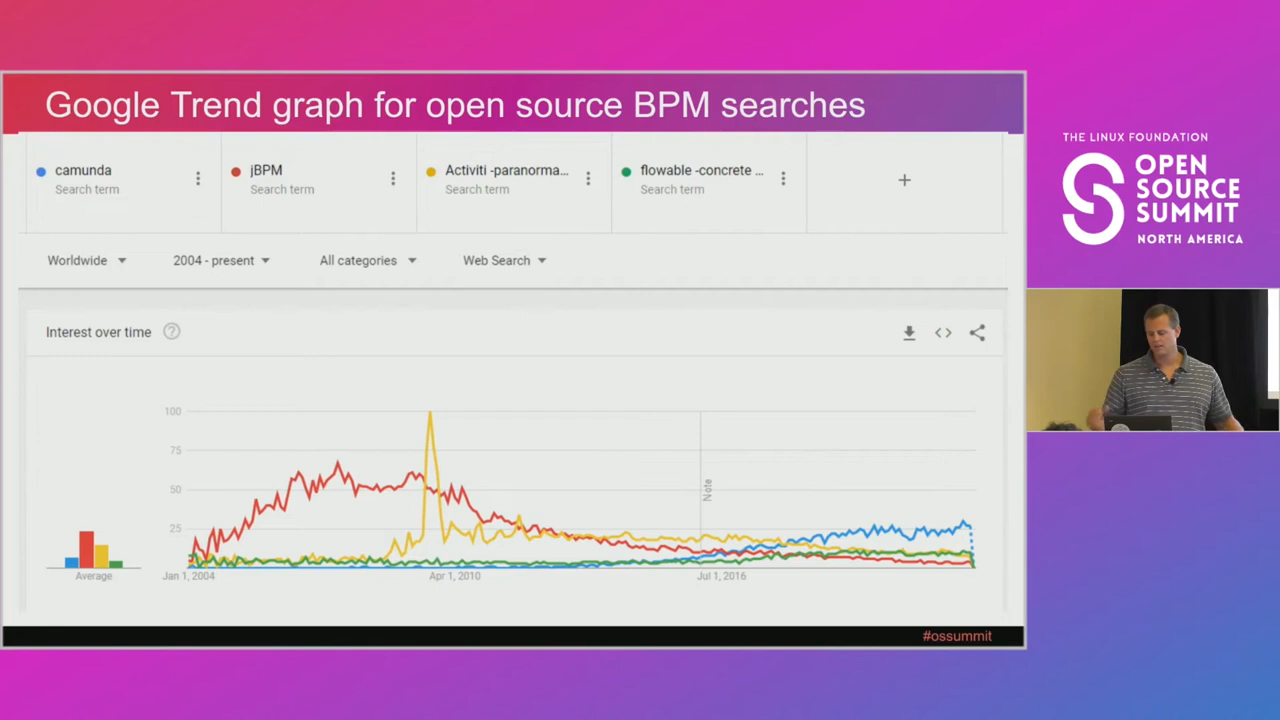 Google Trend graph for open source BPM searches
camunda
Search term
jBPM
Search term
Activiti -paranorma...
Search term
flowable -concrete ...
Search term
+
Worldwide
2004 - present
All categories
Web Search
Interest over time
?
100
75
50
25
Note
Average
Jan 1, 2004
Apr 1, 2010
Jul 1, 2016
#ossummit
THE LINUX FOUNDATION
OPEN
SOURCE
SUMMIT
NORTH AMERICA